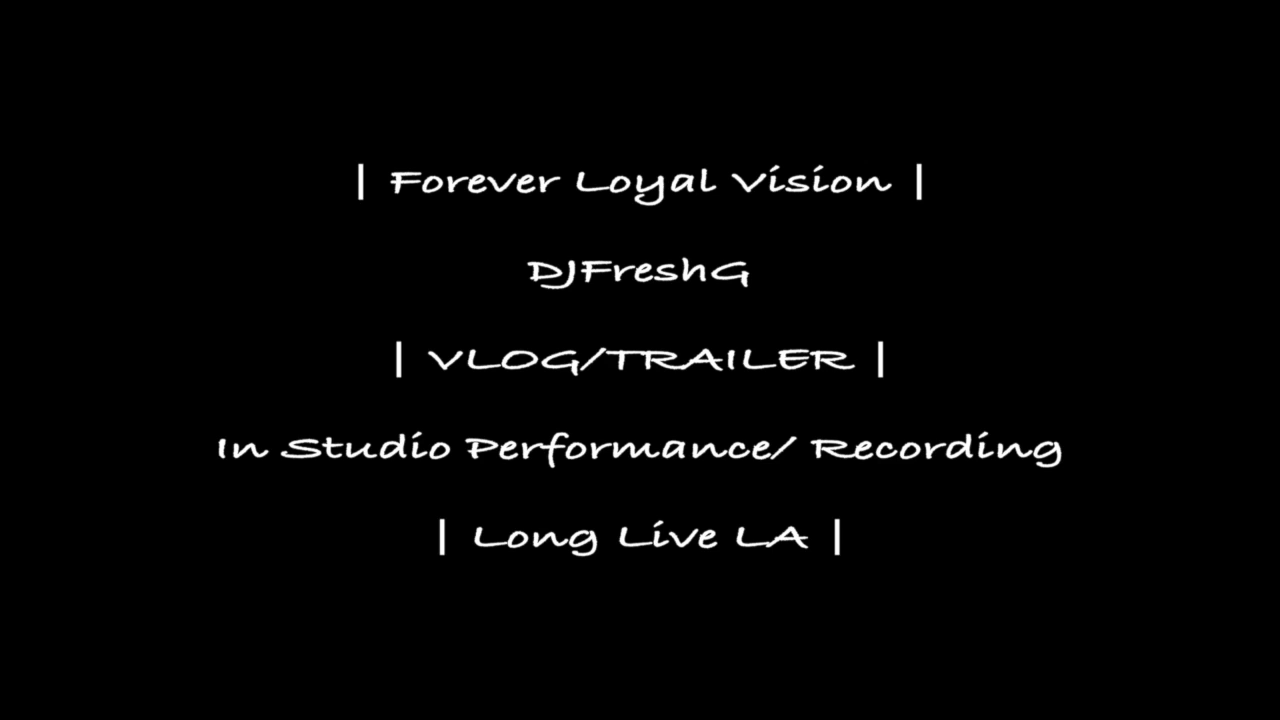 | Forever Loyal Vision |
DJFreshG
| VLOG/TRAILER |
In Studio Performance/ Recording
| Long Live LA |